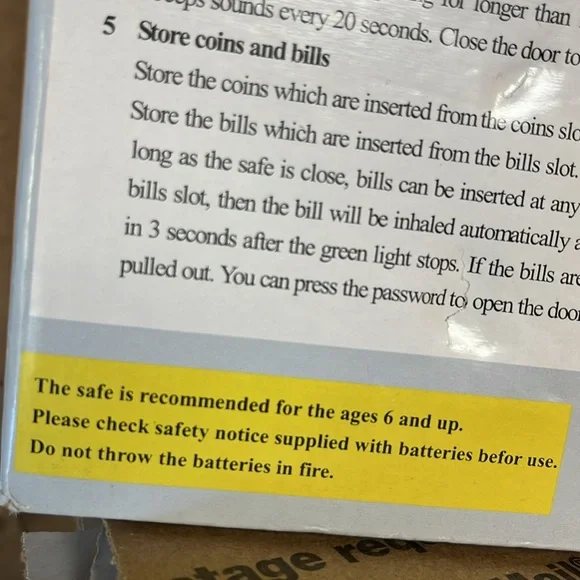 sounds every 20 seconds. Close the door to
longer than
5 Store coins and bills
Store the coins which are inserted from the coins
Store the bills which are inserted from the bills slot.
long as the safe is close, bills can be inserted at any
bills slot, then the bill will be inhaled automatically
in 3 seconds after the green light stops. If the bills are
pulled out. You can press the password to open the door
The safe is recommended for the ages 6 and up.
Please check safety notice supplied with batteries befor use.
Do not throw the batteries in fire.